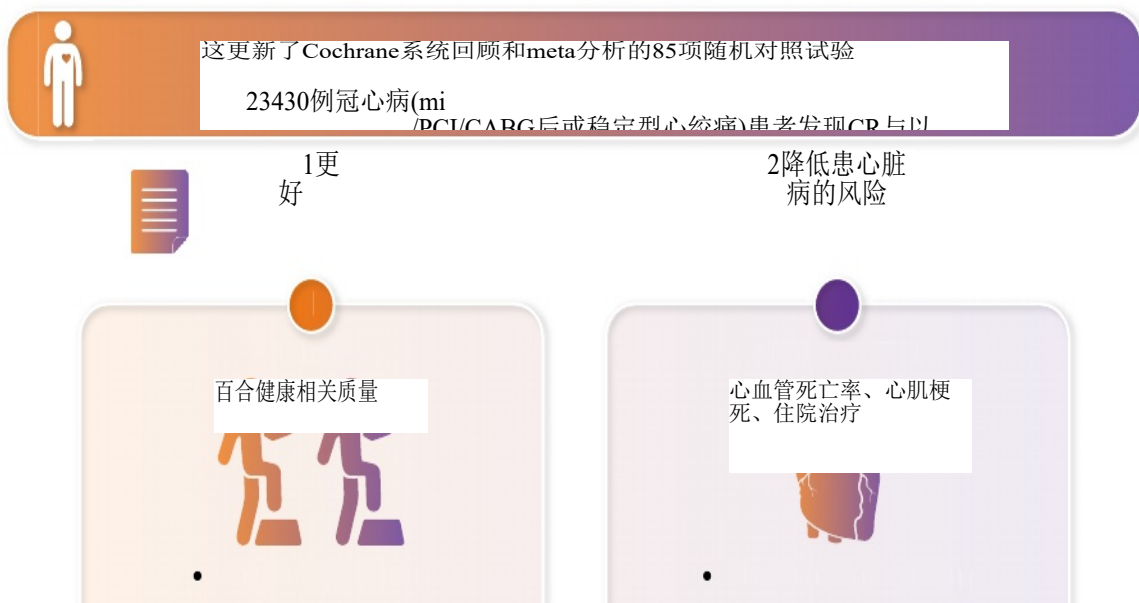 这更新了Cochrane系统回顾和meta分析的85项随机对照试验
23430例冠心病(mi
/PCI/CABG后或稳定型心绞痛)患者发现CR与以
1更
好
2降低患心脏
病的风险
百合健康相关质量
心血管死亡率、心肌梗
死、住院治疗
•
•